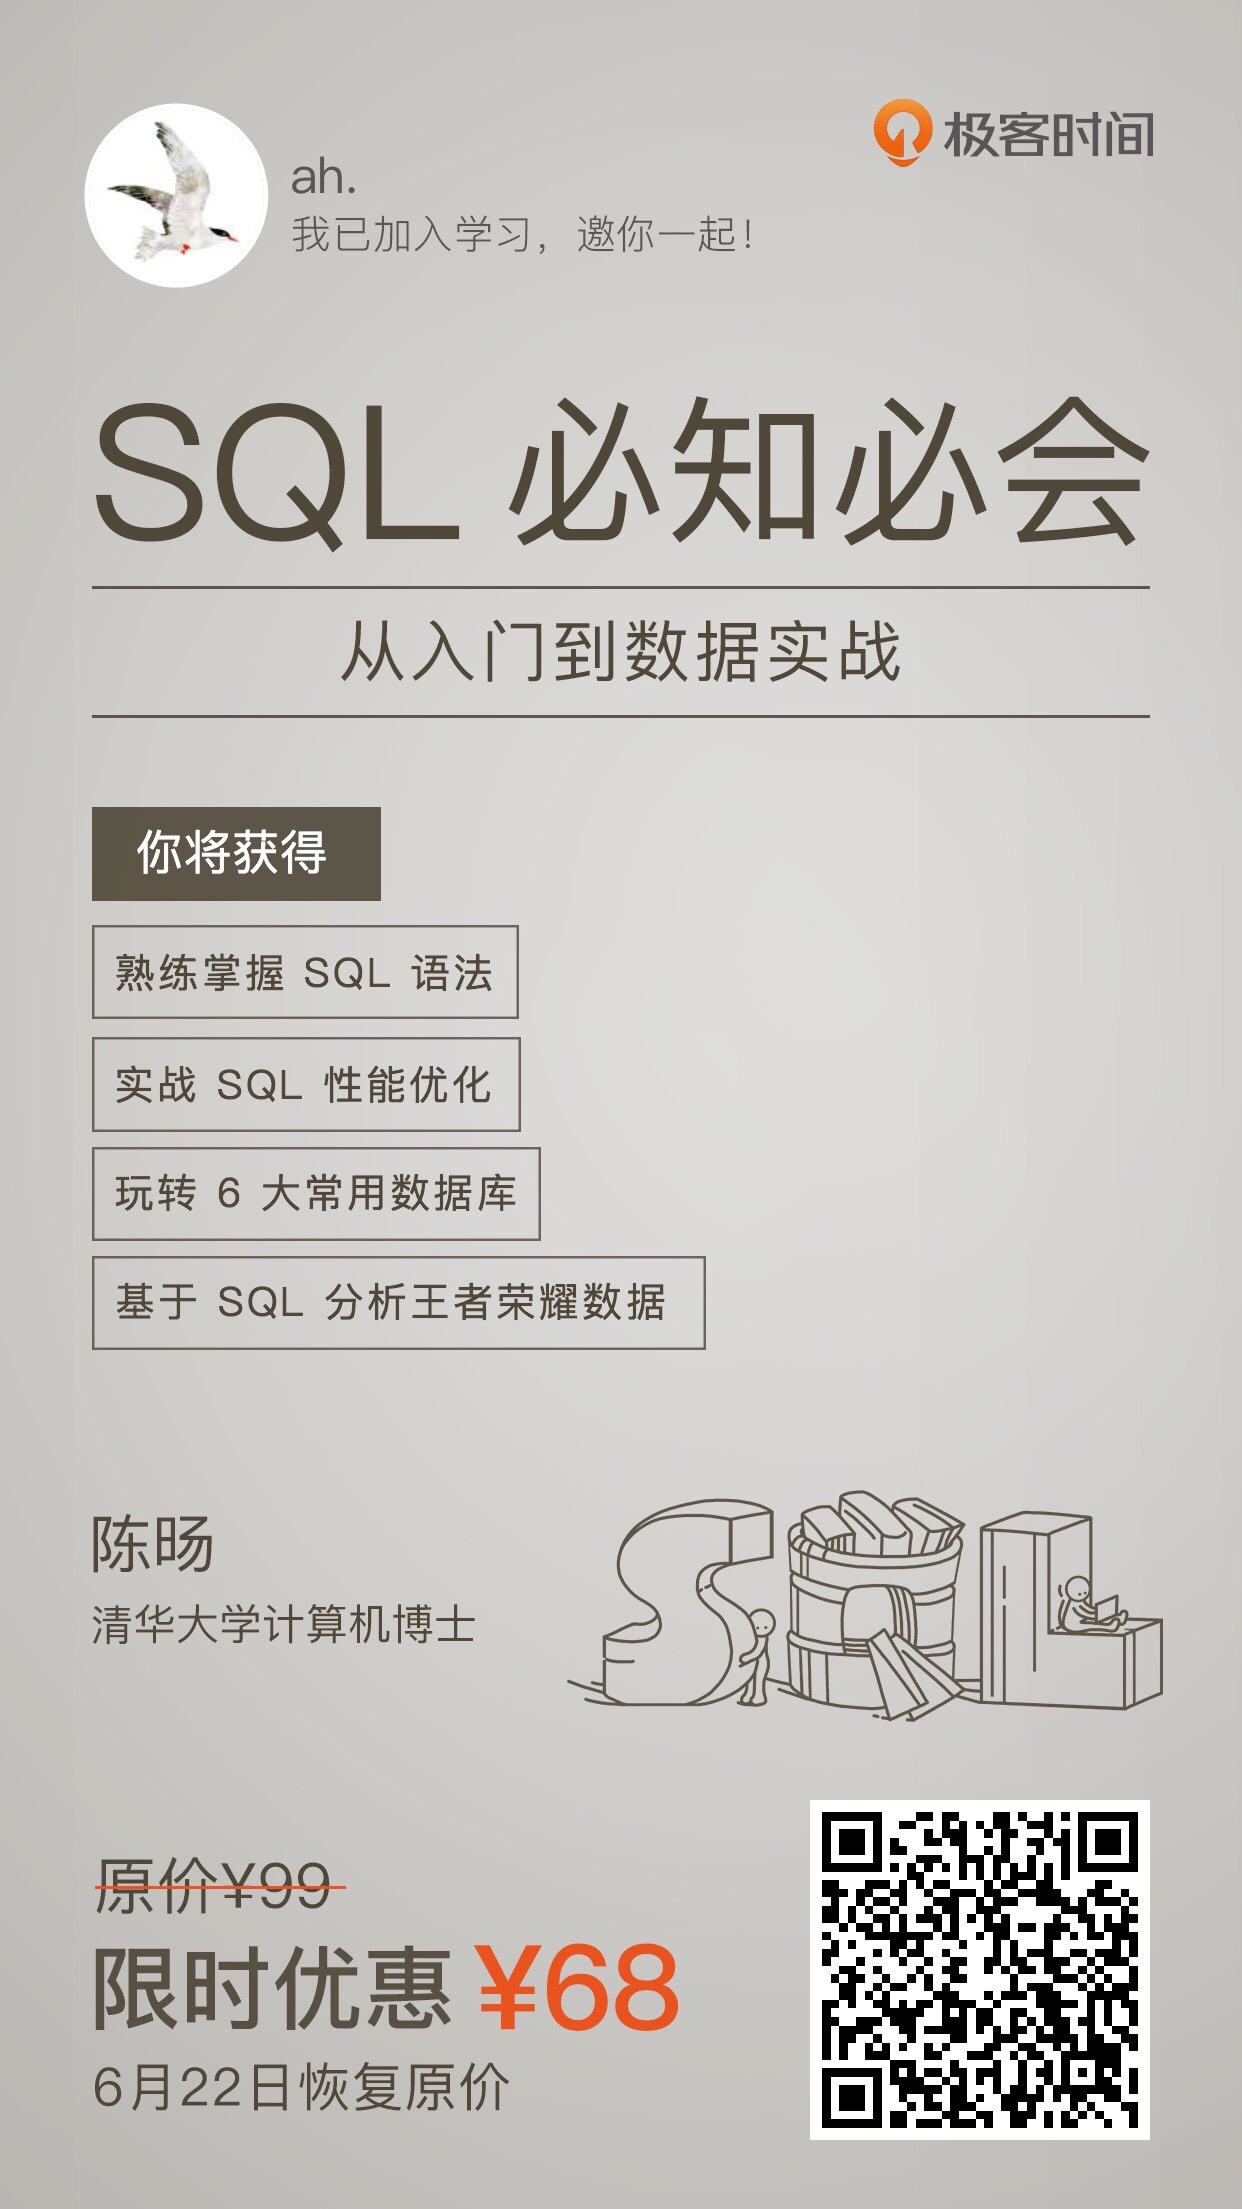 极客时间
ah.
我已加入学习，邀你一起！
SQL 必知必会
从入门到数据实战
你将获得
熟练掌握 SQL 语法
实战 SQL 性能优化
玩转 6 大常用数据库
基于 SQL 分析王者荣耀数据
陈旸
清华大学计算机博士
SQL
原价¥99
限时优惠 ¥68
6月22日恢复原价